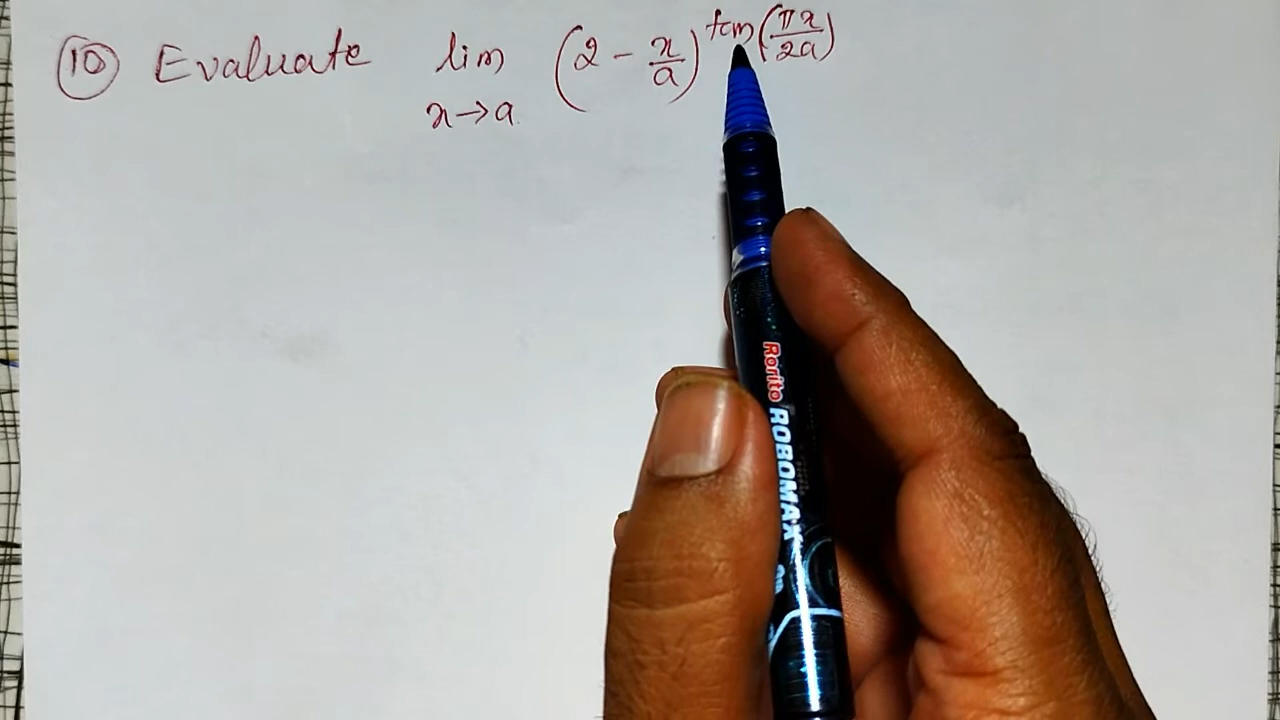 (10) Evaluate lim x→a (2 - x/a)^tan(πx/2a)
Rorito ROBOMAX